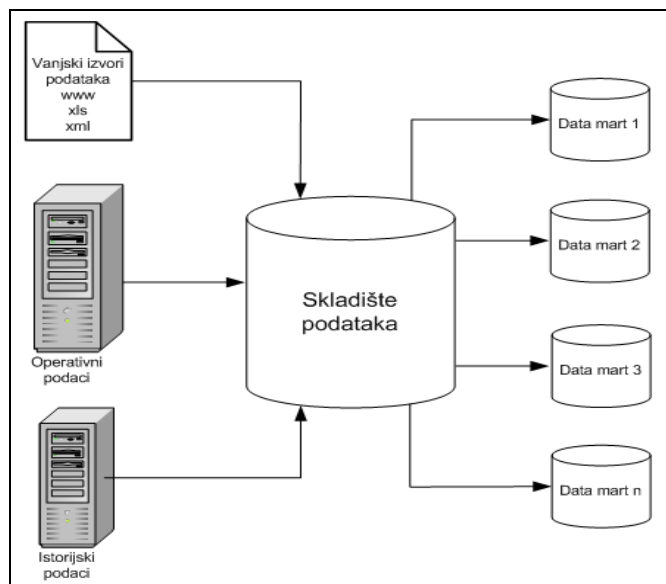 Vanjski izvori
podataka
www
xls
xml
Operativni
podaci
Istorijski
podaci
Skladište
podataka
Data mart 1
Data mart 2
Data mart 3
Data mart n